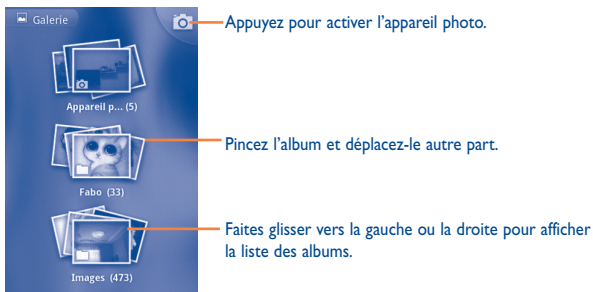 Galerie
Appuyez pour activer l'appareil photo.
Appareil p... (5)
Pincez l'album et déplacez-le autre part.
Fabo (33)
Faites glisser vers la gauche ou la droite pour afficher
la liste des albums.
Images (473)